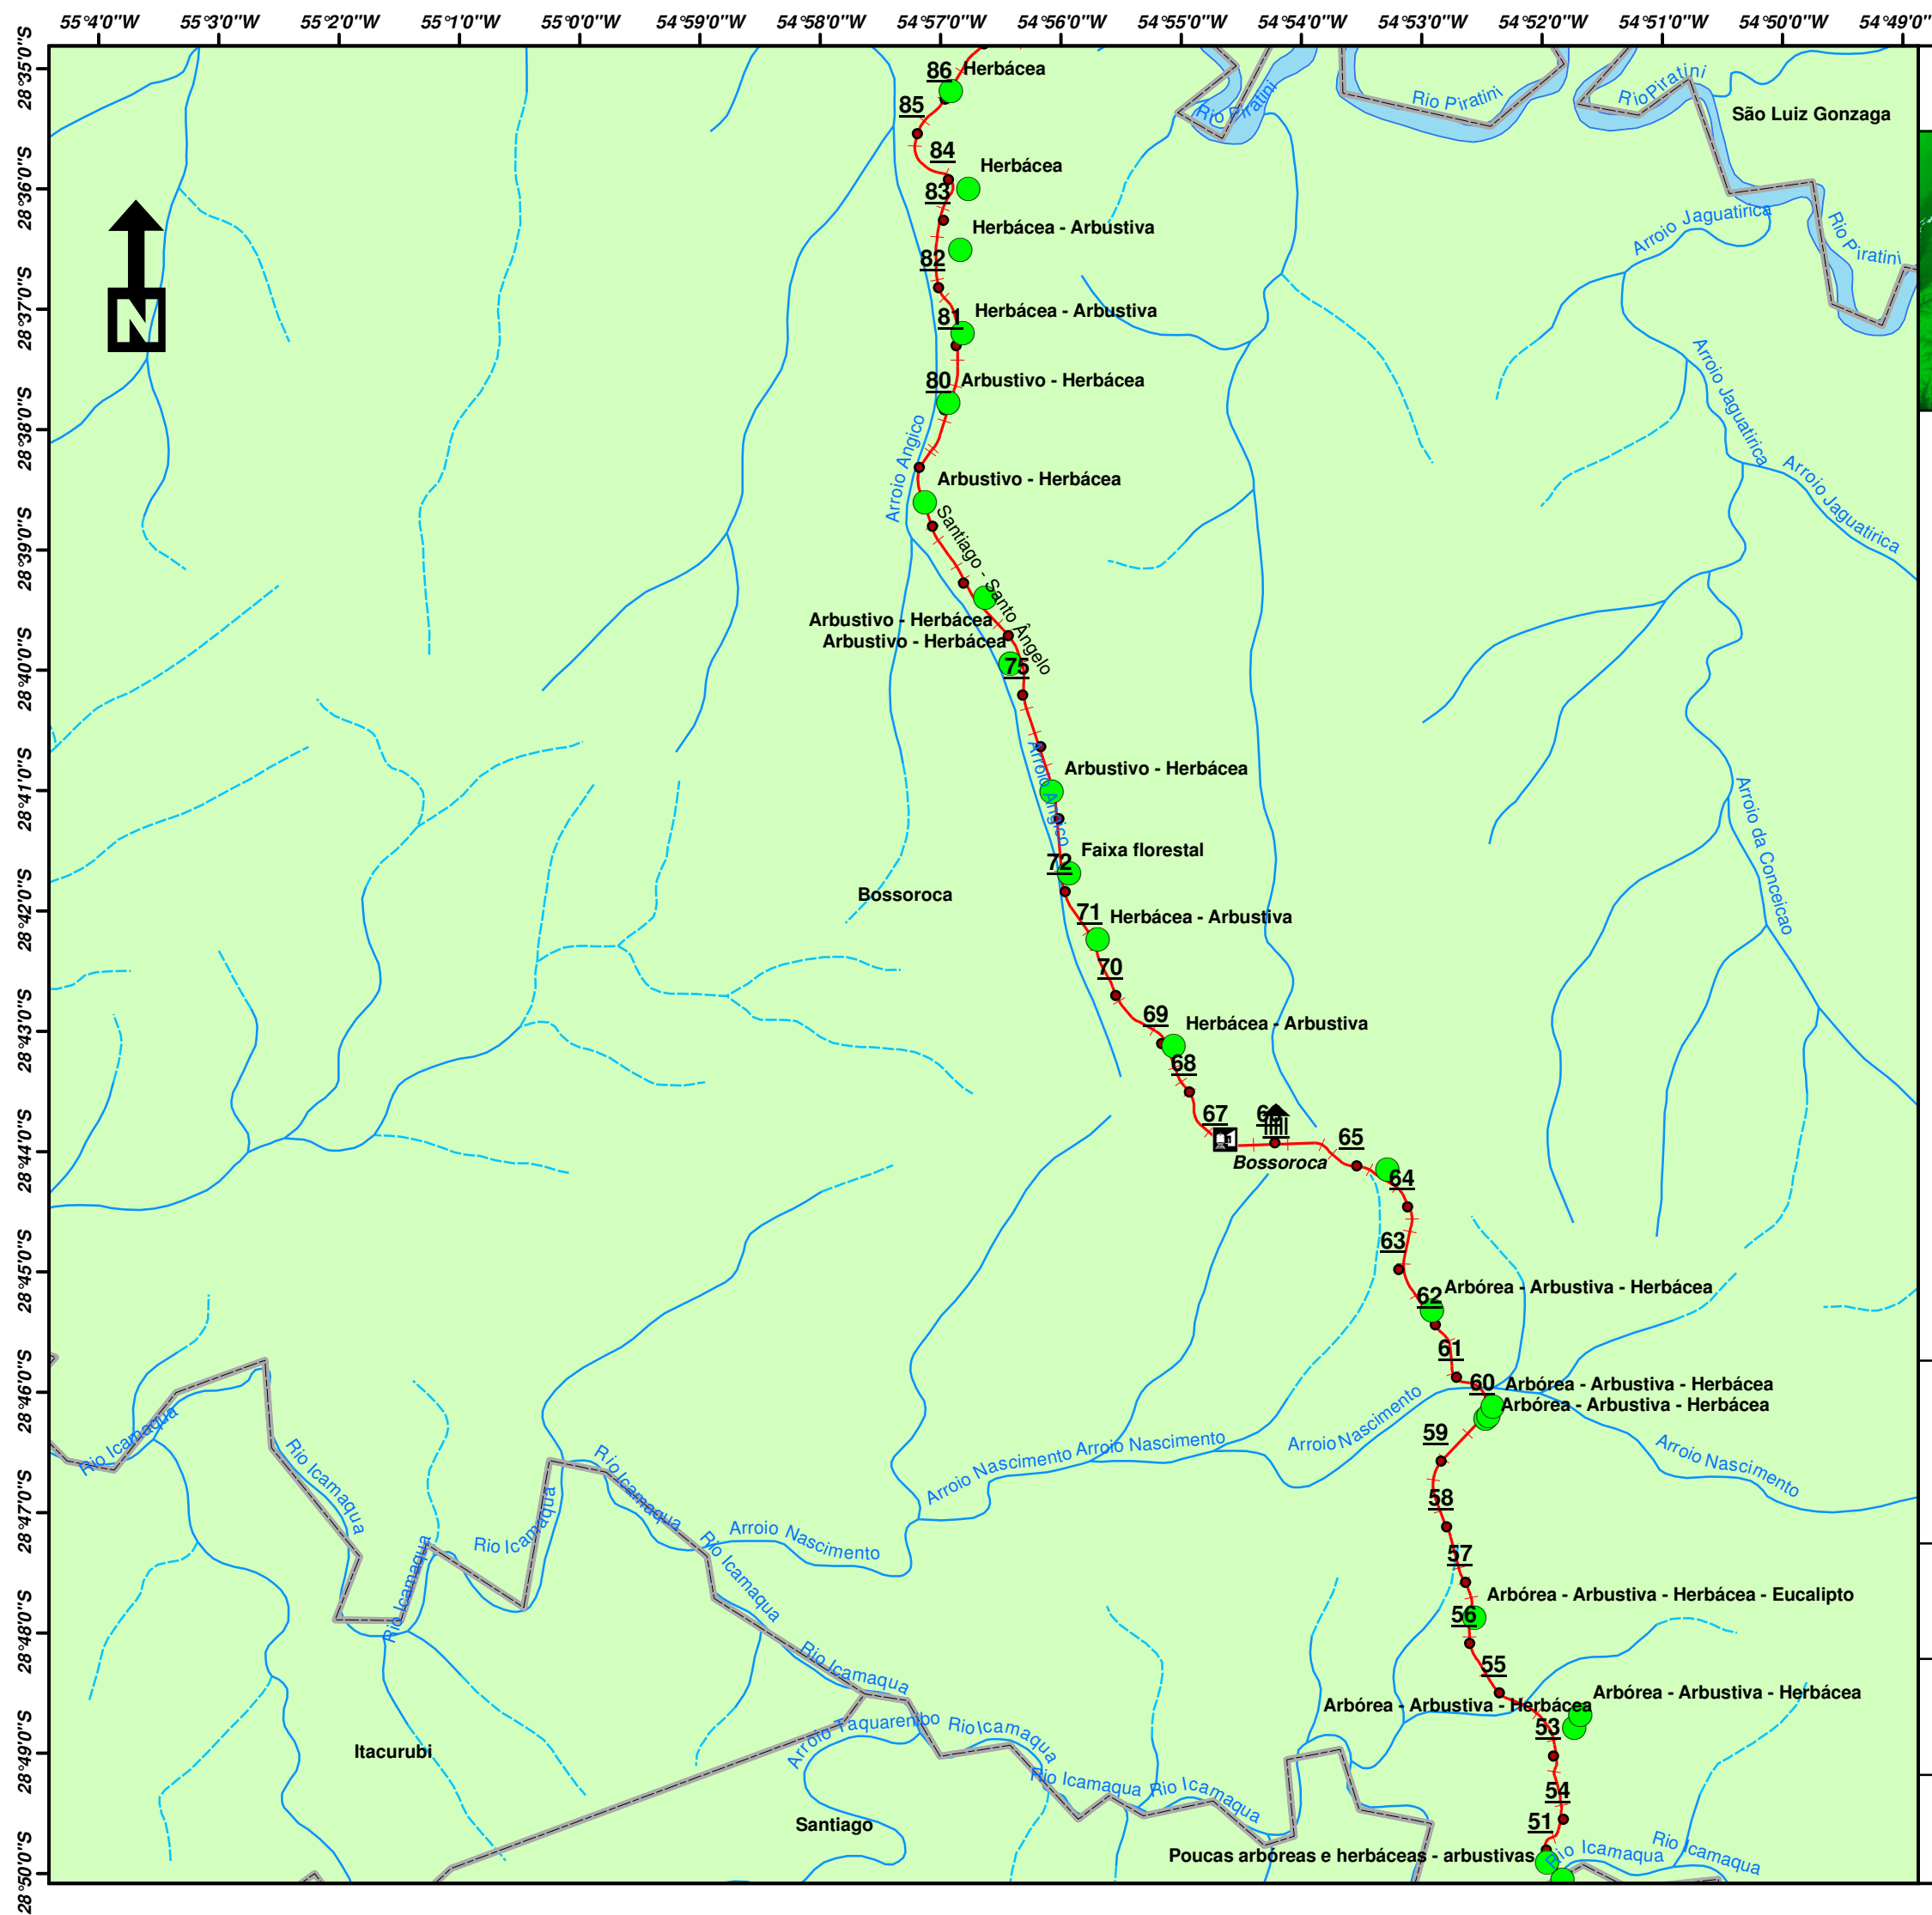 55°4'0"W 55°3'0"W 55°2'0"W 55°1'0"W 55°0'0"W 54°59'0"W 54°58'0"W 54°57'0"W 54°56'0"W 54°55'0"W 54°54'0"W 54°53'0"W 54°52'0"W 54°51'0"W 54°50'0"W 54°49'0"
28°35'0"S
28°36'0"S
28°37'0"S
28°38'0"S
28°39'0"S
28°40'0"S
28°41'0"S
28°42'0"S
28°43'0"S
28°44'0"S
28°45'0"S
28°46'0"S
28°47'0"S
28°48'0"S
28°49'0"S
28°50'0"S
N
86 Herbácea
85
84
Herbácea
83
Herbácea - Arbustiva
82
Herbácea - Arbustiva
81
80 Arbustivo - Herbácea
Arroio Angico
Arbustivo - Herbácea
Santiago - Santo Ângelo
Arbustivo - Herbácea
Arbustivo - Herbácea
75
Arroio Angico
Arbustivo - Herbácea
Faixa florestal
72
Bossoroca
71 Herbácea - Arbustiva
70
69 Herbácea - Arbustiva
68
67
65
Bossoroca
64
63
Arbórea - Arbustiva - Herbácea
62
61
60 Arbórea - Arbustiva - Herbácea
Arbórea - Arbustiva - Herbácea
59
58
57
Arbórea - Arbustiva - Herbácea - Eucalipto
56
55
Arbórea - Arbustiva - Herbácea
Arbórea - Arbustiva - Herbácea
53
54
51
Poucas arbóreas e herbáceas - arbustivas
Rio Piratini
Rio Piratini
Rio Piratini
São Luiz Gonzaga
Arroio Jaguatirica
Rio Piratini
Arroio Jaguatirica
Arroio Jaguatirica
Arroio da Conceicao
Arroio Nascimento
Arroio Nascimento
Arroio Nascimento
Arroio Nascimento
Arroio Nascimento
Rio Icamaqua
Rio Icamaqua
Rio Icamaqua
Rio Icamaqua
Rio Icamaqua
Rio Icamaqua
Rio Icamaqua
Arroio Taquarenibo
Rio Icamaqua
Rio Icamaqua
Rio Icamaqua
Rio Icamaqua
Rio Icamaqua
Itacurubi
Santiago